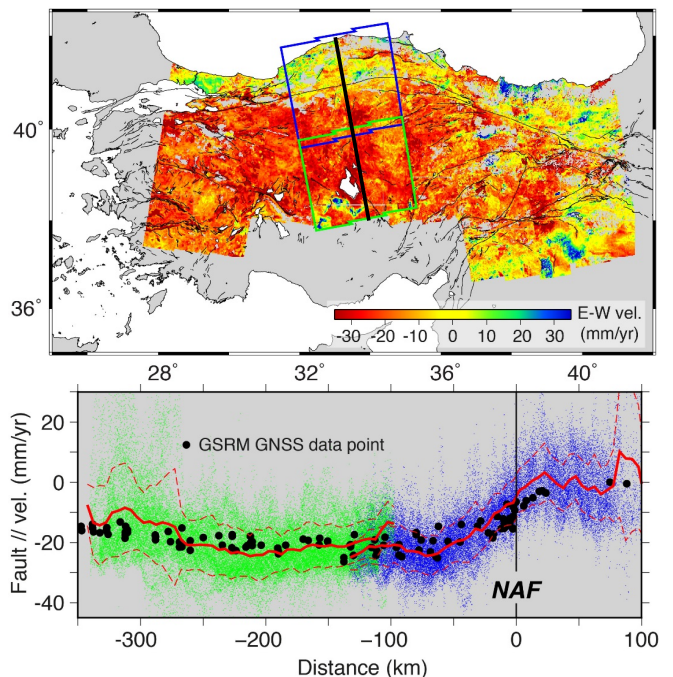 40°
36°
E-W vel.
(mm/yr)
-30 -20 -10 0 10 20 30
28° 32° 36° 40°
Fault // vel. (mm/yr)
20
0
-20
-40
GSRM GNSS data point
NAF
-300 -200 -100 0 100
Distance (km)